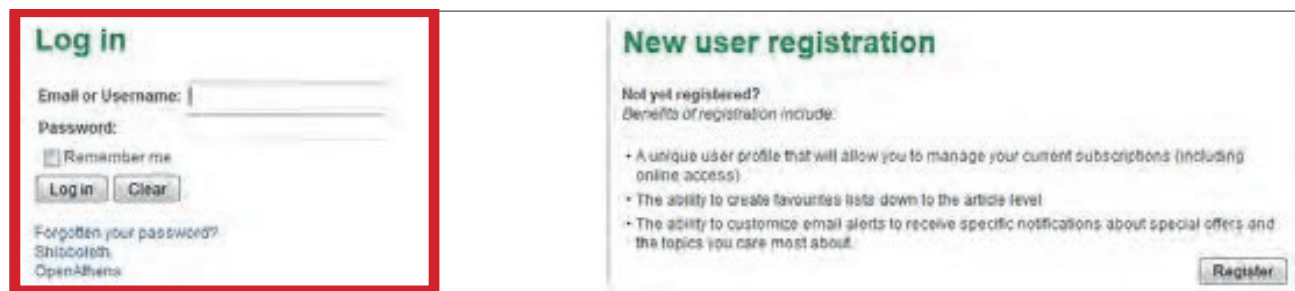 Log in
Email or Username:
Password:
Remember me
Log in Clear
Forgotten your password?
Shibboleth
OpenAthens
New user registration
Not yet registered?
Benefits of registration include:
• A unique user profile that will allow you to manage your current subscriptions (including
online access)
• The ability to create favourites lists down to the article level
• The ability to customize email alerts to receive specific notifications about special offers and
the topics you care most about.
Register